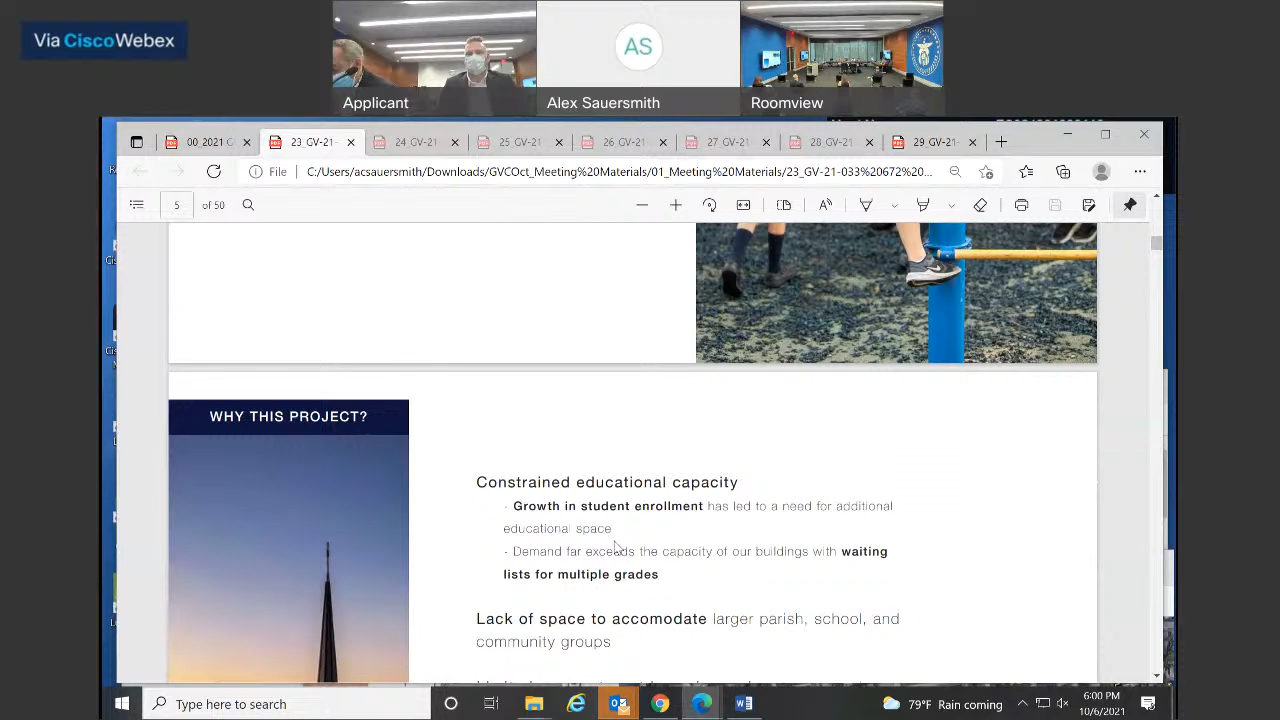 Via CiscoWebex
AS
Applicant
Alex Sauersmith
Roomview
00_2021 G
23_GV-21-
24_GV-21
25_GV-21
26_GV-21
27_GV-21
28_GV-21
29_GV-21-
File
C:/Users/acsauersmith/Downloads/GVCOct_Meeting%20Materials/01_Meeting%20Materials/23_GV-21-033%20672%20...
5
of 50
WHY THIS PROJECT?
Constrained educational capacity
- Growth in student enrollment has led to a need for additional
educational space
- Demand far exceeds the capacity of our buildings with waiting
lists for multiple grades
Lack of space to accomodate larger parish, school, and
community groups
Type here to search
79°F Rain coming
6:00 PM
10/6/2021